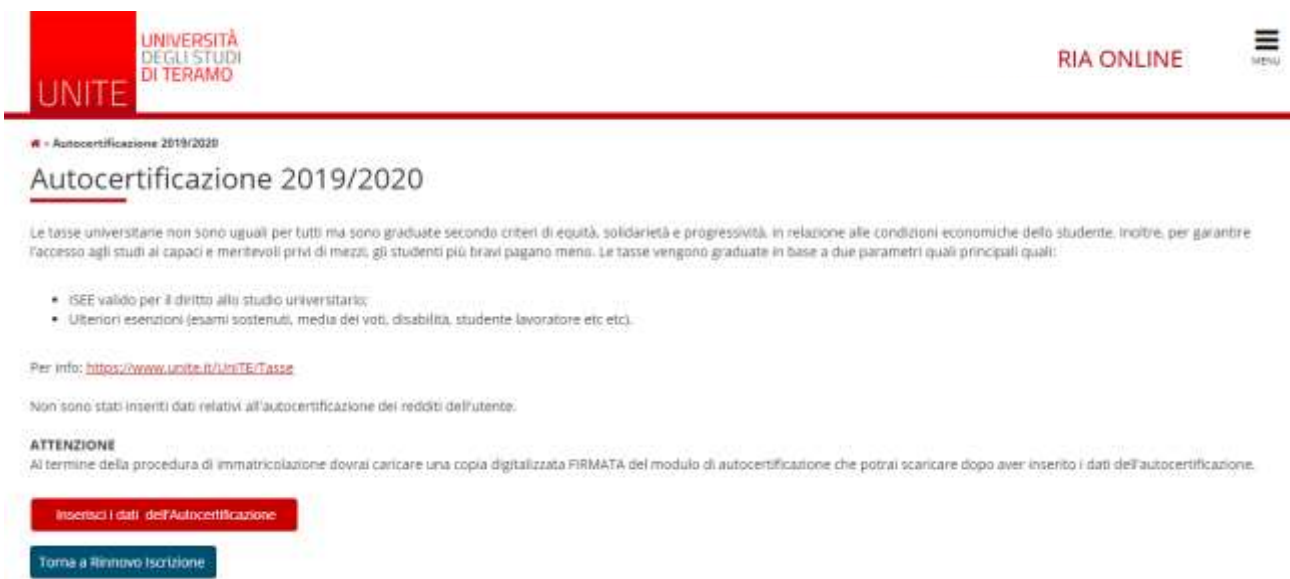 UNIVERSITÀ
DEGLI STUDI
DI TERAMO
UNITE
RIA ONLINE
MENU
» Autocertificazione 2019/2020
Autocertificazione 2019/2020
Le tasse universitarie non sono uguali per tutti ma sono graduate secondo criteri di equità, solidarietà e progressività, in relazione alle condizioni economiche dello studente. Inoltre, per garantire
l'accesso agli studi ai capaci e meritevoli privi di mezzi, gli studenti più bravi pagano meno. Le tasse vengono graduate in base a due parametri quali principali quali:
• ISEE valido per il diritto allo studio universitario;
• Ulteriori esenzioni (esami sostenuti, media dei voti, disabilità, studente lavoratore etc etc).
Per info: https://www.unite.it/UniTE/Tasse
Non sono stati inseriti dati relativi all'autocertificazione dei redditi dell'utente.
ATTENZIONE
Al termine della procedura di immatricolazione dovrai caricare una copia digitalizzata FIRMATA del modulo di autocertificazione che potrai scaricare dopo aver inserito i dati dell'autocertificazione.
Inserisci i dati dell'Autocertificazione
Torna a Rinnovo Iscrizione